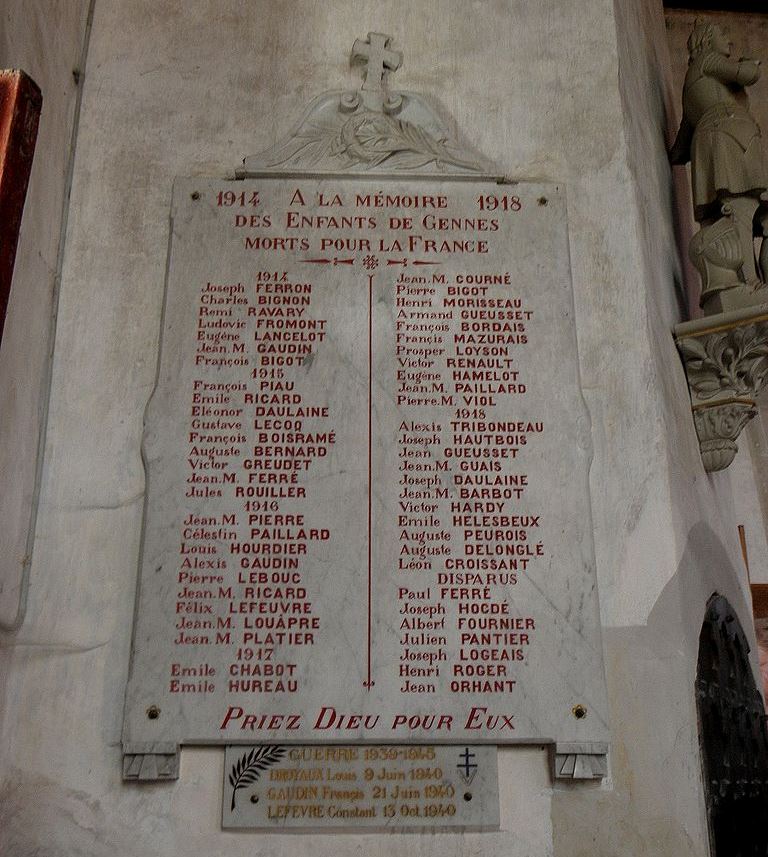 1914 A LA MÉMOIRE 1918
DES ENFANTS DE GENNES
MORTS POUR LA FRANCE
1914
Joseph FERRON
Charles BIGNON
Remi RAVARY
Ludovic FROMONT
Eugène LANCELOT
Jean.M. GAUDIN
François BIGOT
1915
François PIAU
Emile RICARD
Eléonor DAULAINE
Gustave LECOQ
François BOISRAMÉ
Auguste BERNARD
Victor GREUDET
Jean.M. FERRÉ
Jules ROUILLER
1916
Jean.M. PIERRE
Célestin PAILLARD
Louis HOURDIER
Alexis GAUDIN
Pierre LEBOUC
Jean.M. RICARD
Félix LEFEUVRE
Jean.M. LOUÂPRE
Jean.M. PLATIER
1917
Emile CHABOT
Emile HUREAU
Jean.M. COURNÉ
Pierre BIGOT
Henri MORISSEAU
Armand GUEUSSET
François BORDAIS
Francis MAZURAIS
Prosper LOYSON
Victor RENAULT
Eugène HAMELOT
Jean.M. PAILLARD
Pierre.M. VIOL
1918
Alexis TRIBONDEAU
Joseph HAUTBOIS
Jean GUEUSSET
Jean.M. GUAIS
Joseph DAULAINE
Jean.M. BARBOT
Victor HARDY
Emile HELESBEUX
Auguste PEUROIS
Auguste DELONGLÉ
Léon CROISSANT
DISPARUS
Paul FERRÉ
Joseph HOCDÉ
Albert FOURNIER
Julien PANTIER
Joseph LOGEAIS
Henri ROGER
Jean ORHANT
PRIEZ DIEU POUR EUX
GUERRE 1939-1945
DROYAUX Louis 9 Juin 1940
GAUDIN François 21 Juin 1940
LEFEVRE Constant 13 Oct. 1940